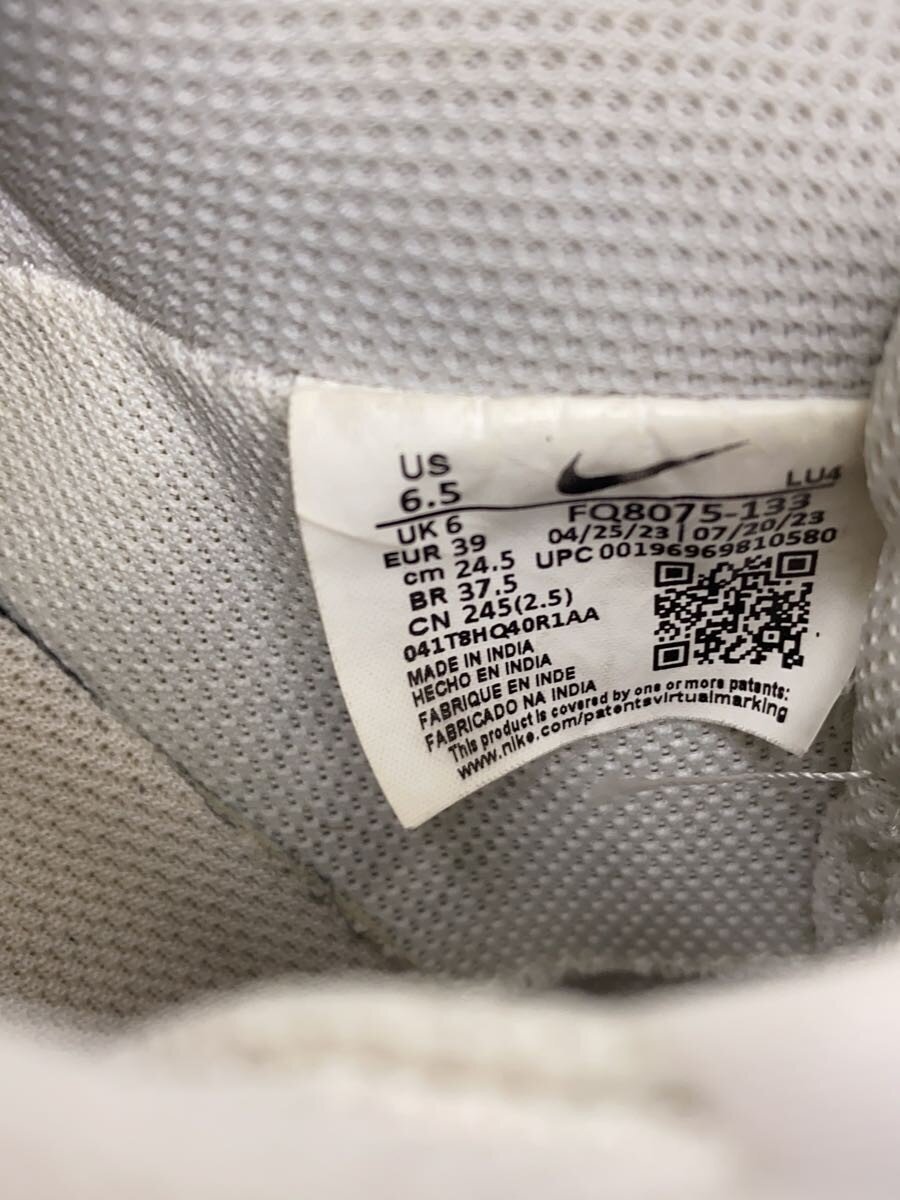 US
6.5
LU4
FQ8075-133
UK 6
04/25/23 | 07/20/23
EUR 39
UPC 00196969810580
cm 24.5
BR 37.5
CN 245(2.5)
041T8HQ40R1AA
MADE IN INDIA
HECHO EN INDIA
FABRIQUE EN INDE
FABRICADO NA INDIA
This product is covered by one or more patents:
www.nike.com/patentsvirtualmarking